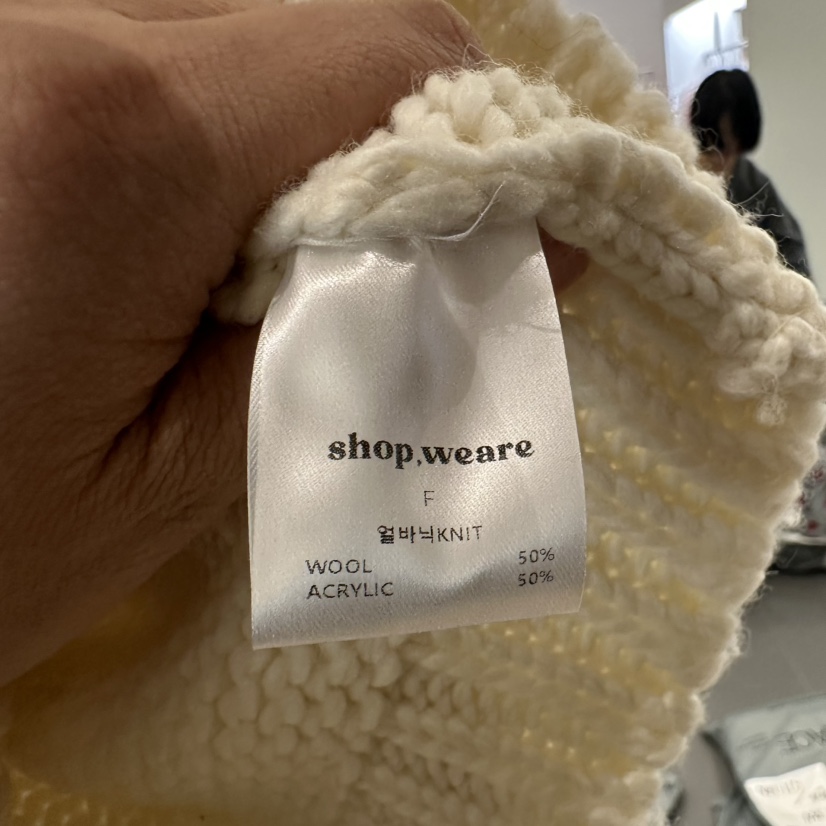 shop,weare
F
얼바닉KNIT
WOOL 50%
ACRYLIC 50%